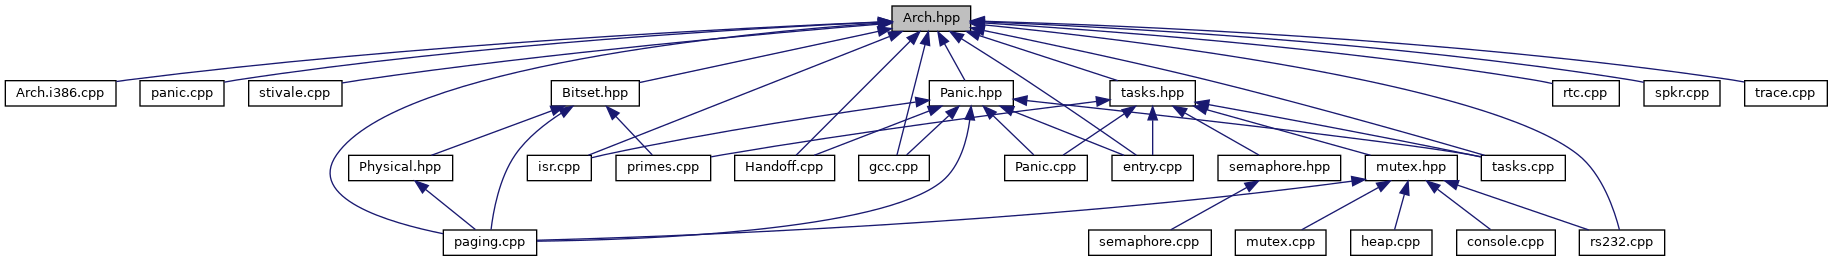 Arch.hpp
Arch.i386.cpp
panic.cpp
stivale.cpp
Bitset.hpp
Panic.hpp
tasks.hpp
rtc.cpp
spkr.cpp
trace.cpp
Physical.hpp
isr.cpp
primes.cpp
Handoff.cpp
gcc.cpp
Panic.cpp
entry.cpp
semaphore.hpp
mutex.hpp
tasks.cpp
paging.cpp
semaphore.cpp
mutex.cpp
heap.cpp
console.cpp
rs232.cpp